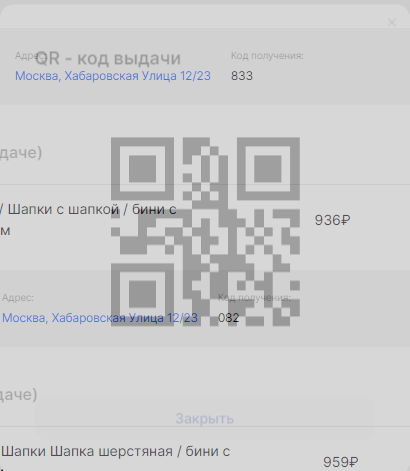 ×
QR - код выдачи
Адрес: Код получения:
Москва, Хабаровская Улица 12/23 833
даче)
/ Шапки с шапкой / бини с 936₽
м
Адрес: Код получения:
Москва, Хабаровская Улица 12/23 082
даче)
Закрыть
Шапки Шапка шерстяная / бини с 959₽